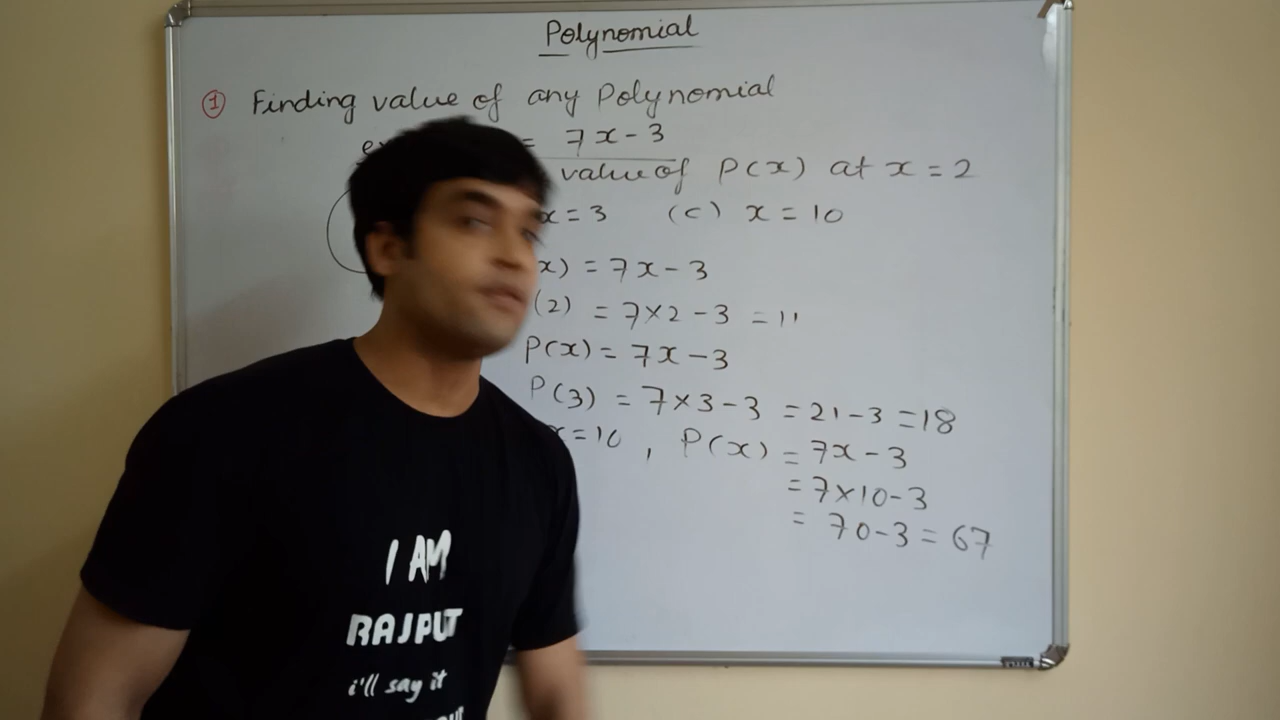 Polynomial
① Finding value of any Polynomial
= 7x - 3
value of P(x) at x = 2
x = 3 (c) x = 10
x) = 7x - 3
(2) = 7×2 - 3 = 11
P(x) = 7x - 3
P(3) = 7×3 - 3 = 21 - 3 = 18
x = 10 , P(x) = 7x - 3
= 7×10 - 3
= 70 - 3 = 67
I AM
RAJPUT
i'll say it